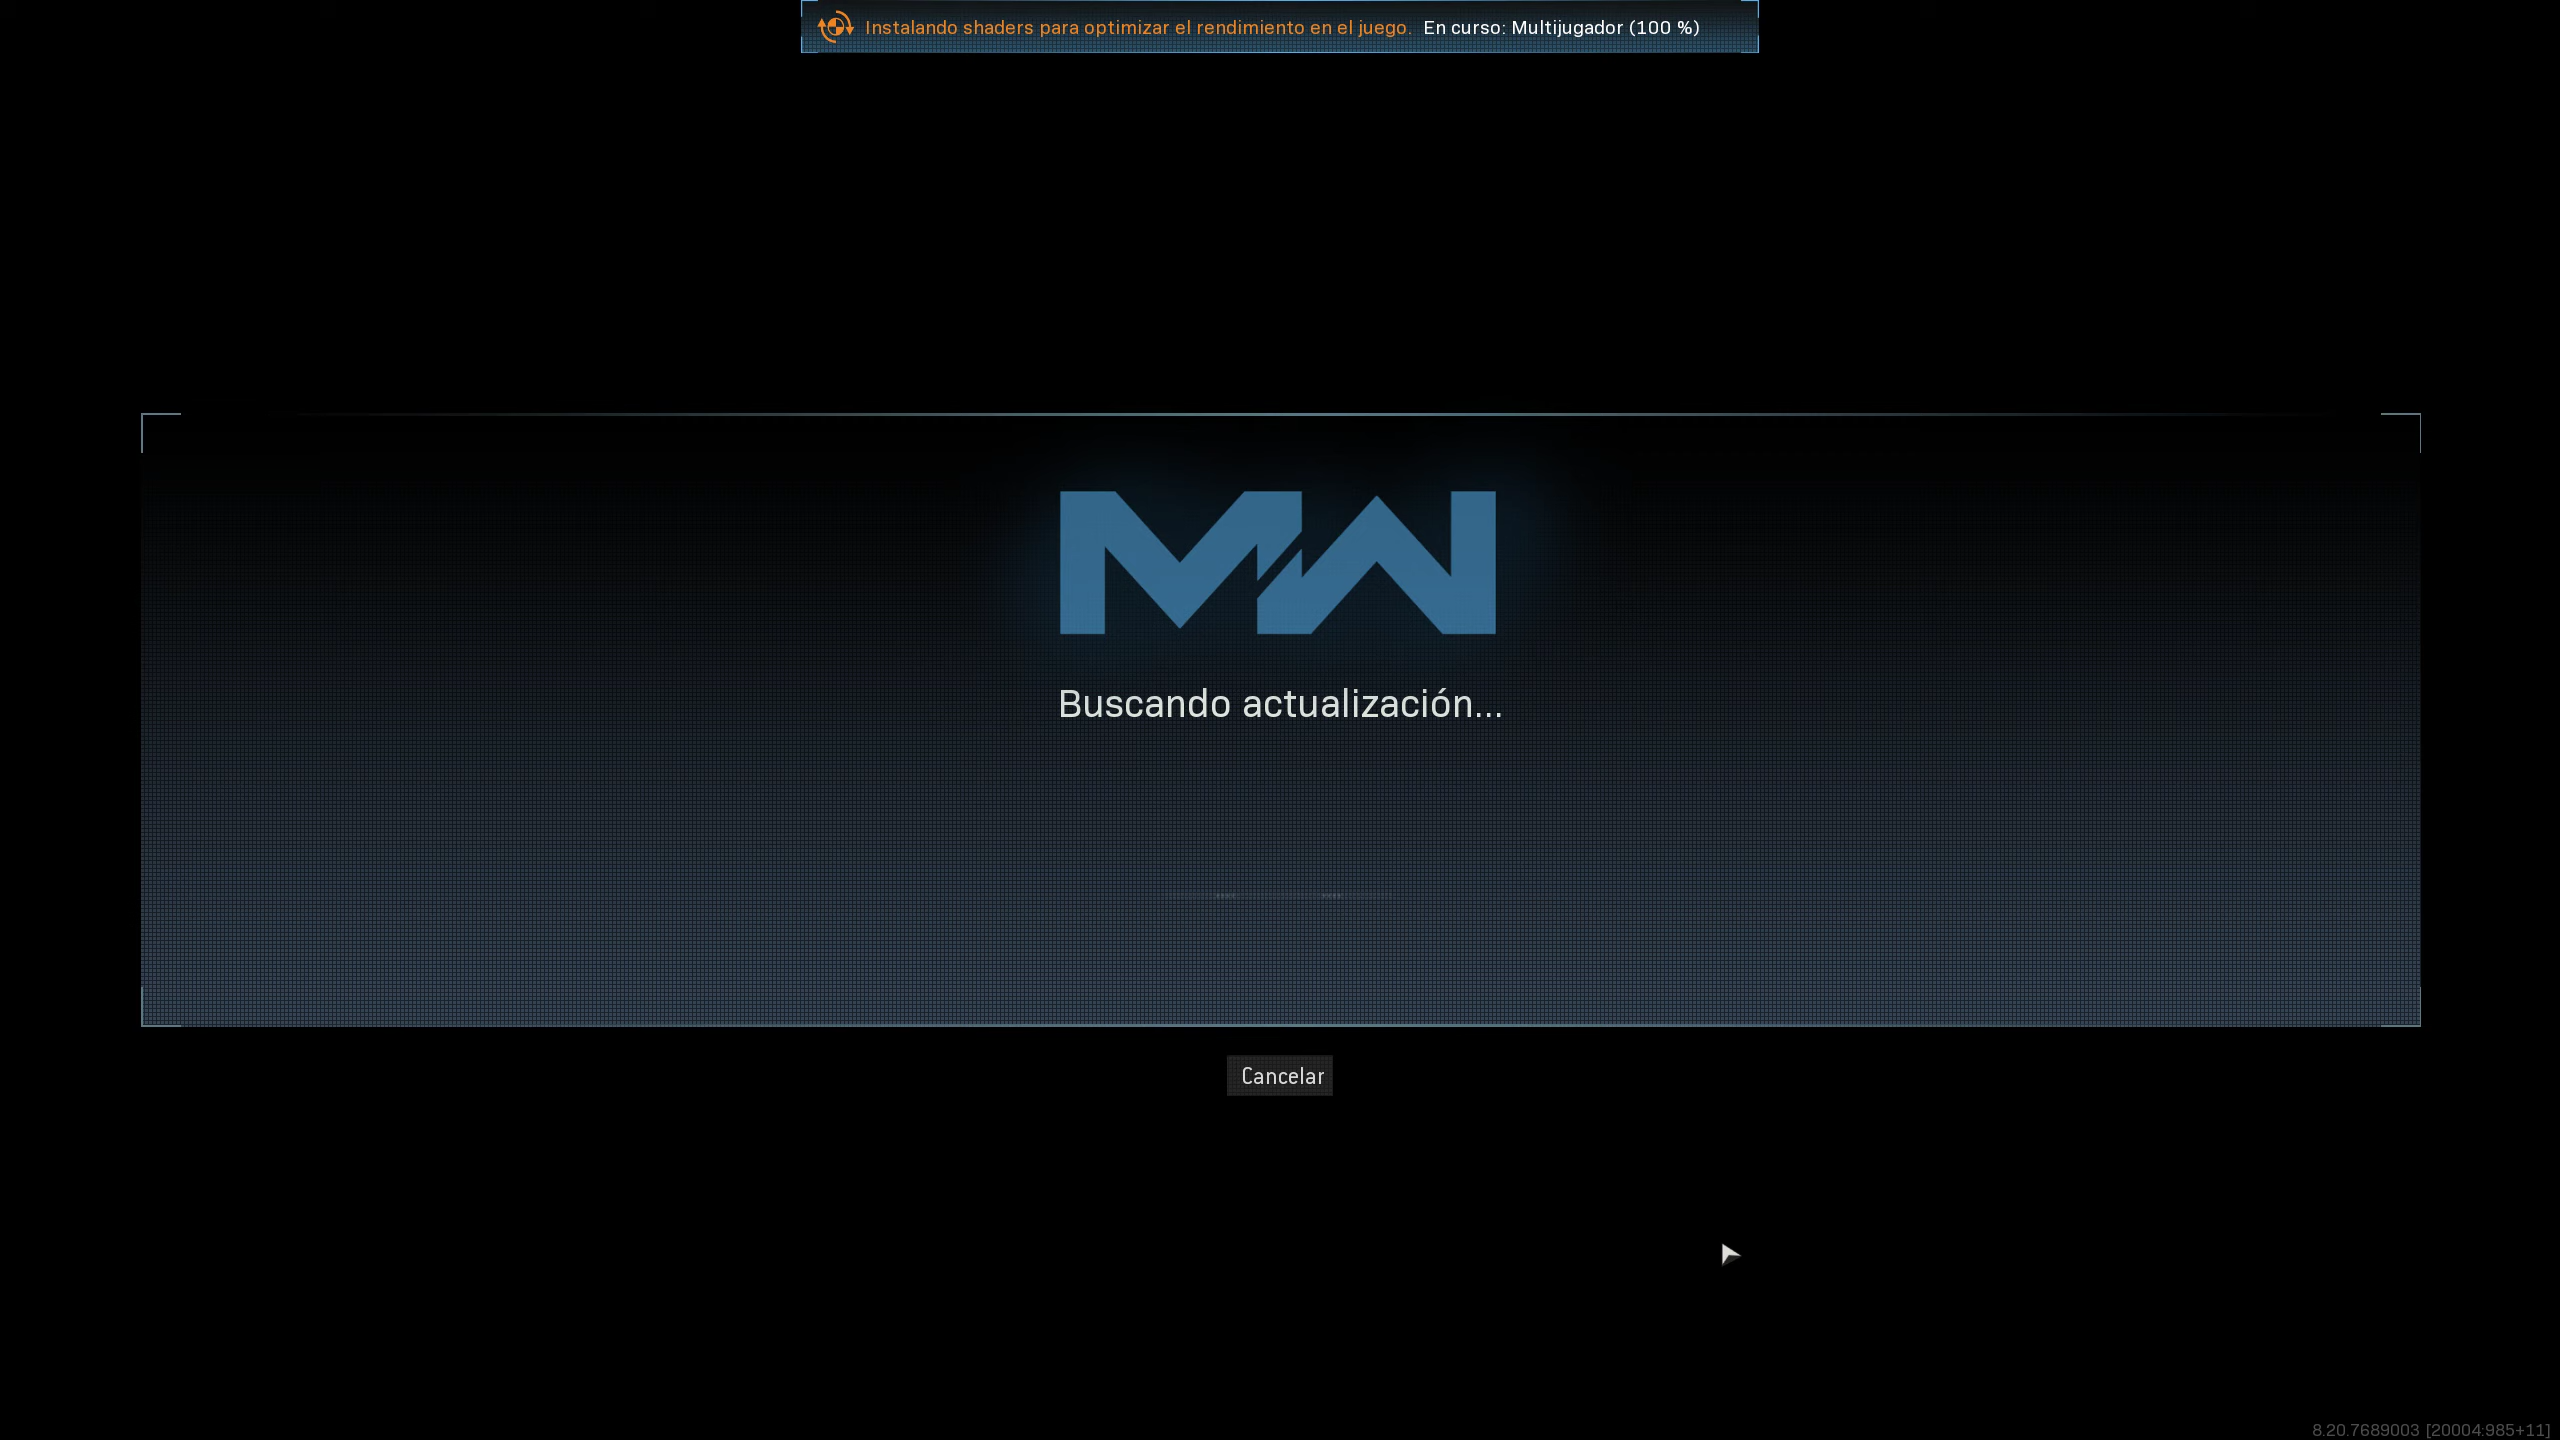 Instalando shaders para optimizar el rendimiento en el juego. En curso: Multijugador (100 %)
MW
Buscando actualización...
Cancelar
8.20.7689003 [20004:985+11]